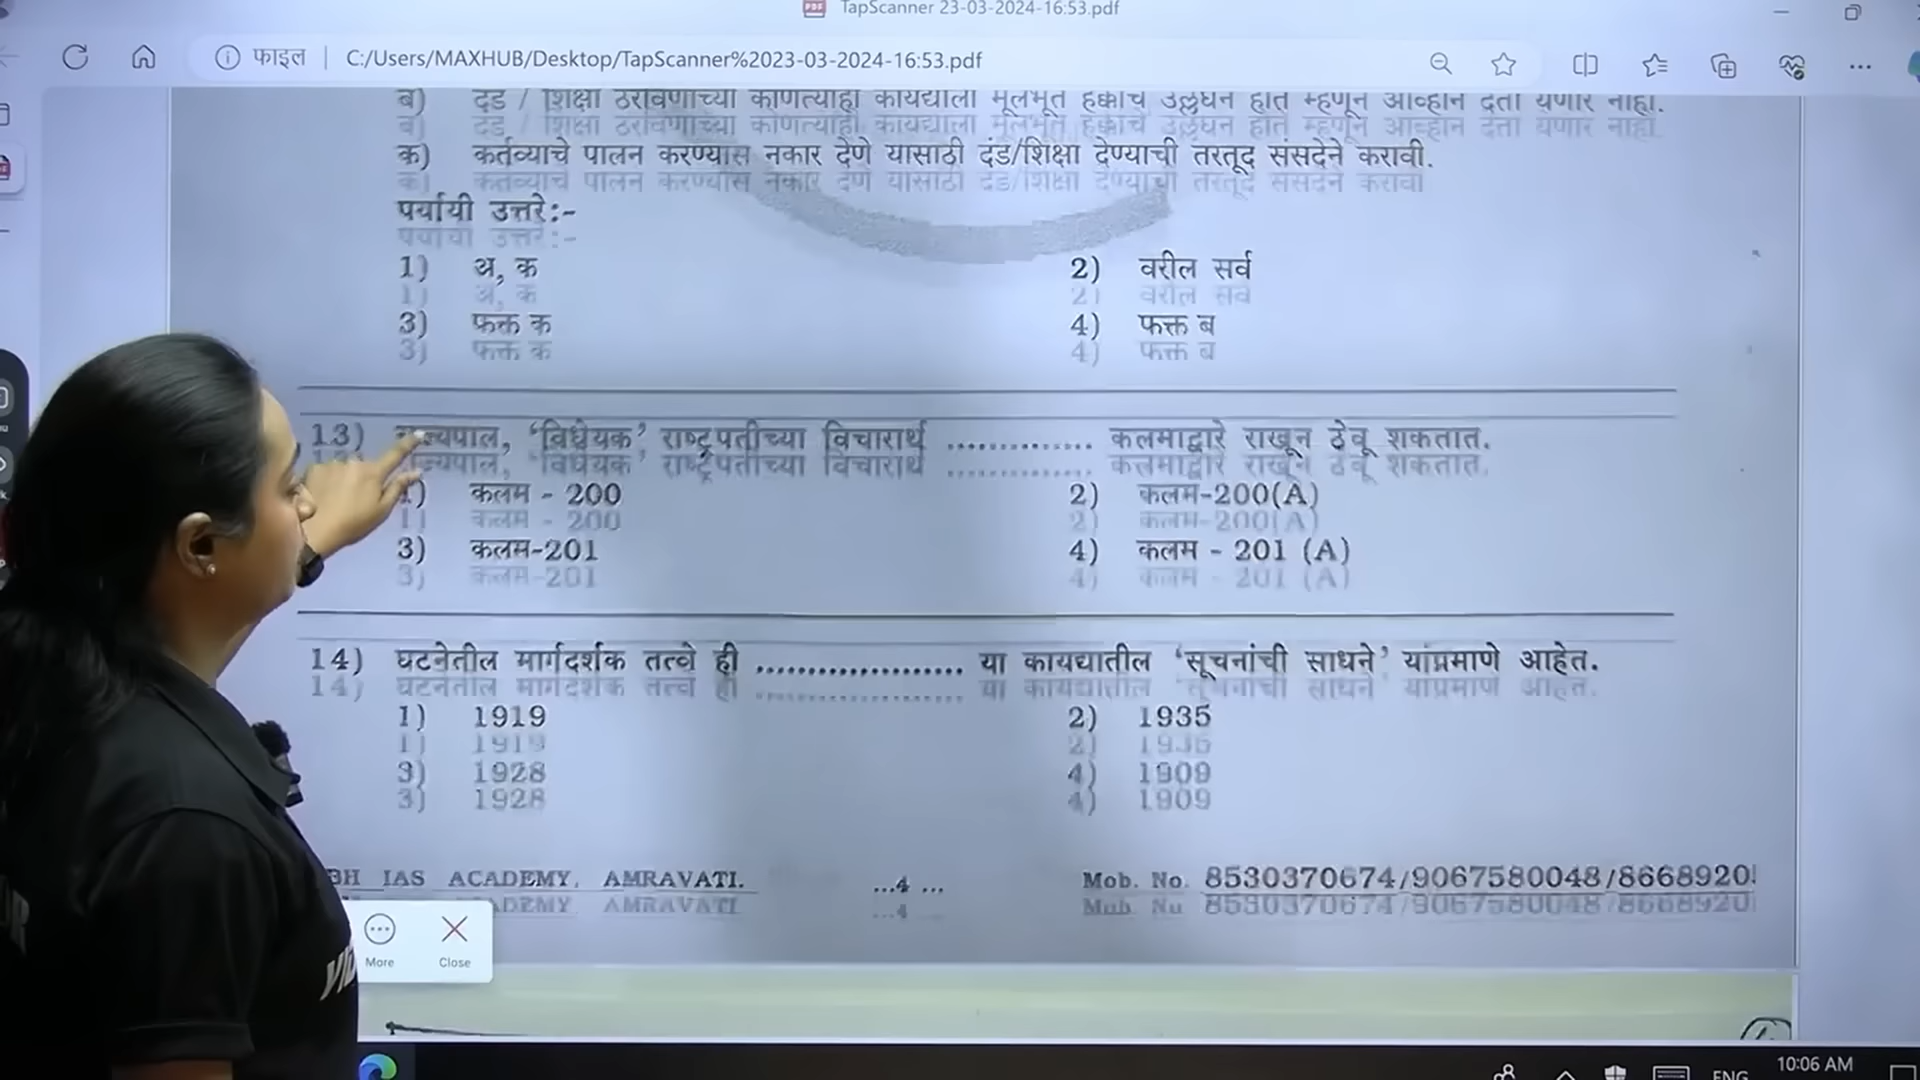 TapScanner 23-03-2024-16:53.pdf
फाइल | C:/Users/MAXHUB/Desktop/TapScanner%2023-03-2024-16:53.pdf
ब) दंड / शिक्षा ठरविणाऱ्या कोणत्याही कायद्याला मूलभूत हक्काचे उल्लंघन होते म्हणून आव्हान देता येणार नाही.
क) कर्तव्याचे पालन करण्यास नकार देणे यासाठी दंड/शिक्षा देण्याची तरतूद संसदेने करावी.
पर्यायी उत्तरे:-
1) अ, क 2) वरील सर्व
3) फक्त क 4) फक्त ब
13) राज्यपाल, ‘विधेयक’ राष्ट्रपतीच्या विचारार्थ .............. कलमाद्वारे राखून ठेवू शकतात.
1) कलम - 200 2) कलम-200(A)
3) कलम-201 4) कलम - 201 (A)
14) घटनेतील मार्गदर्शक तत्वे ही ................... या कायद्यातील ‘सूचनांची साधने’ यांप्रमाणे आहेत.
1) 1919 2) 1935
3) 1928 4) 1909
BH IAS ACADEMY, AMRAVATI. ...4 ... Mob. No. 8530370674/9067580048/8668920
More Close
10:06 AM
ENG